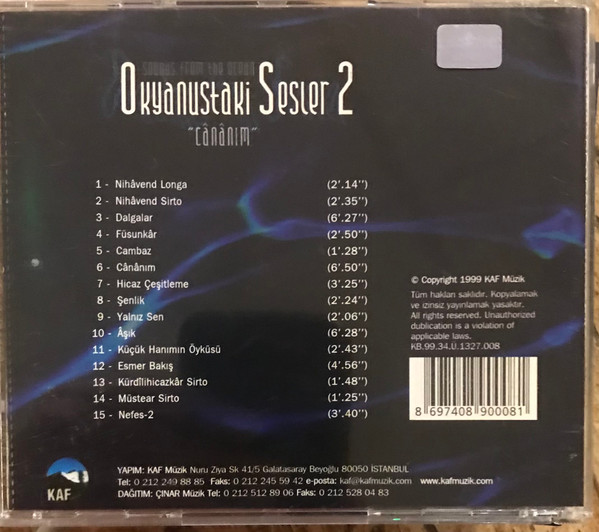 Sounds from the Ocean
Okyanustaki Sesler 2
"Cânânım"
1 - Nihâvend Longa (2'.14'')
2 - Nihâvend Sirto (2'.35'')
3 - Dalgalar (6'.27'')
4 - Füsunkâr (2'.50'')
5 - Cambaz (1'.28'')
6 - Cânânım (6'.50'')
7 - Hicaz Çeşitleme (3'.25'')
8 - Şenlik (2'.24'')
9 - Yalnız Sen (2'.06'')
10 - Âşık (6'.28'')
11 - Küçük Hanımın Öyküsü (2'.43'')
12 - Esmer Bakış (4'.56'')
13 - Kürdîlihicazkâr Sirto (1'.48'')
14 - Müstear Sirto (1'.25'')
15 - Nefes-2 (3'.40'')
© Copyright 1999 KAF Müzik
Tüm hakları saklıdır. Kopyalamak
ve izinsiz yayınlamak yasaktır.
All rights reserved. Unauthorized
dublication is a violation of
applicable laws.
KB.99.34.Ü.1327.008
8 697408 900081
KAF
YAPIM: KAF Müzik Nuru Ziya Sk 41/5 Galatasaray Beyoğlu 80050 İSTANBUL
Tel: 0 212 249 88 85 Faks: 0 212 245 59 42 e-posta: kaf@kafmuzik.com www.kafmuzik.com
DAĞITIM: ÇINAR Müzik Tel: 0 212 512 89 06 Faks: 0 212 528 04 83